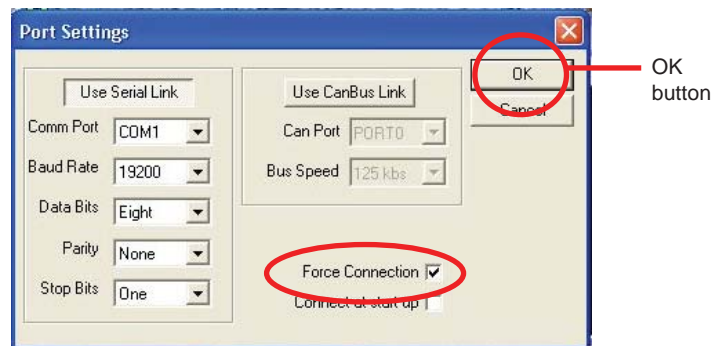 Port Settings
Use Serial Link
Comm Port COM1
Baud Rate 19200
Data Bits Eight
Parity None
Stop Bits One
Use CanBus Link
Can Port PORT0
Bus Speed 125 kbs
Force Connection
Connect at start up
OK
Cancel
OK
button